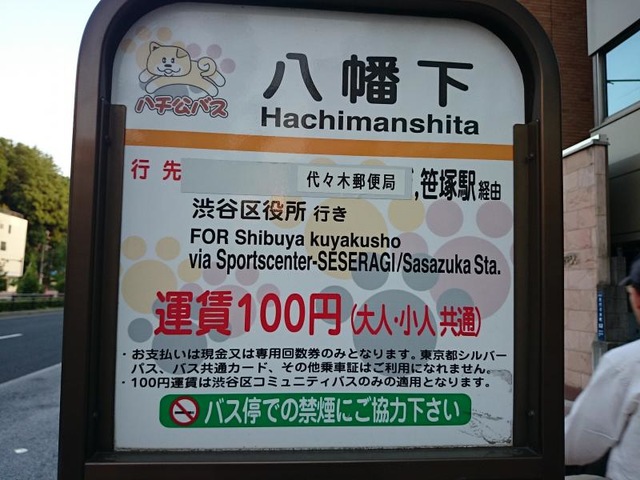 ハチ公バス
八幡下
Hachimanshita
行先
代々木郵便局
,笹塚駅 経由
渋谷区役所 行き
FOR Shibuya kuyakusho
via Sportscenter-SESERAGI/Sasazuka Sta.
運賃100円(大人・小人 共通)
・お支払いは現金又は専用回数券のみとなります。東京都シルバー
パス、バス共通カード、その他乗車証はご利用になれません。
・100円運賃は渋谷区コミュニティバスのみの適用となります。
バス停での禁煙にご協力下さい